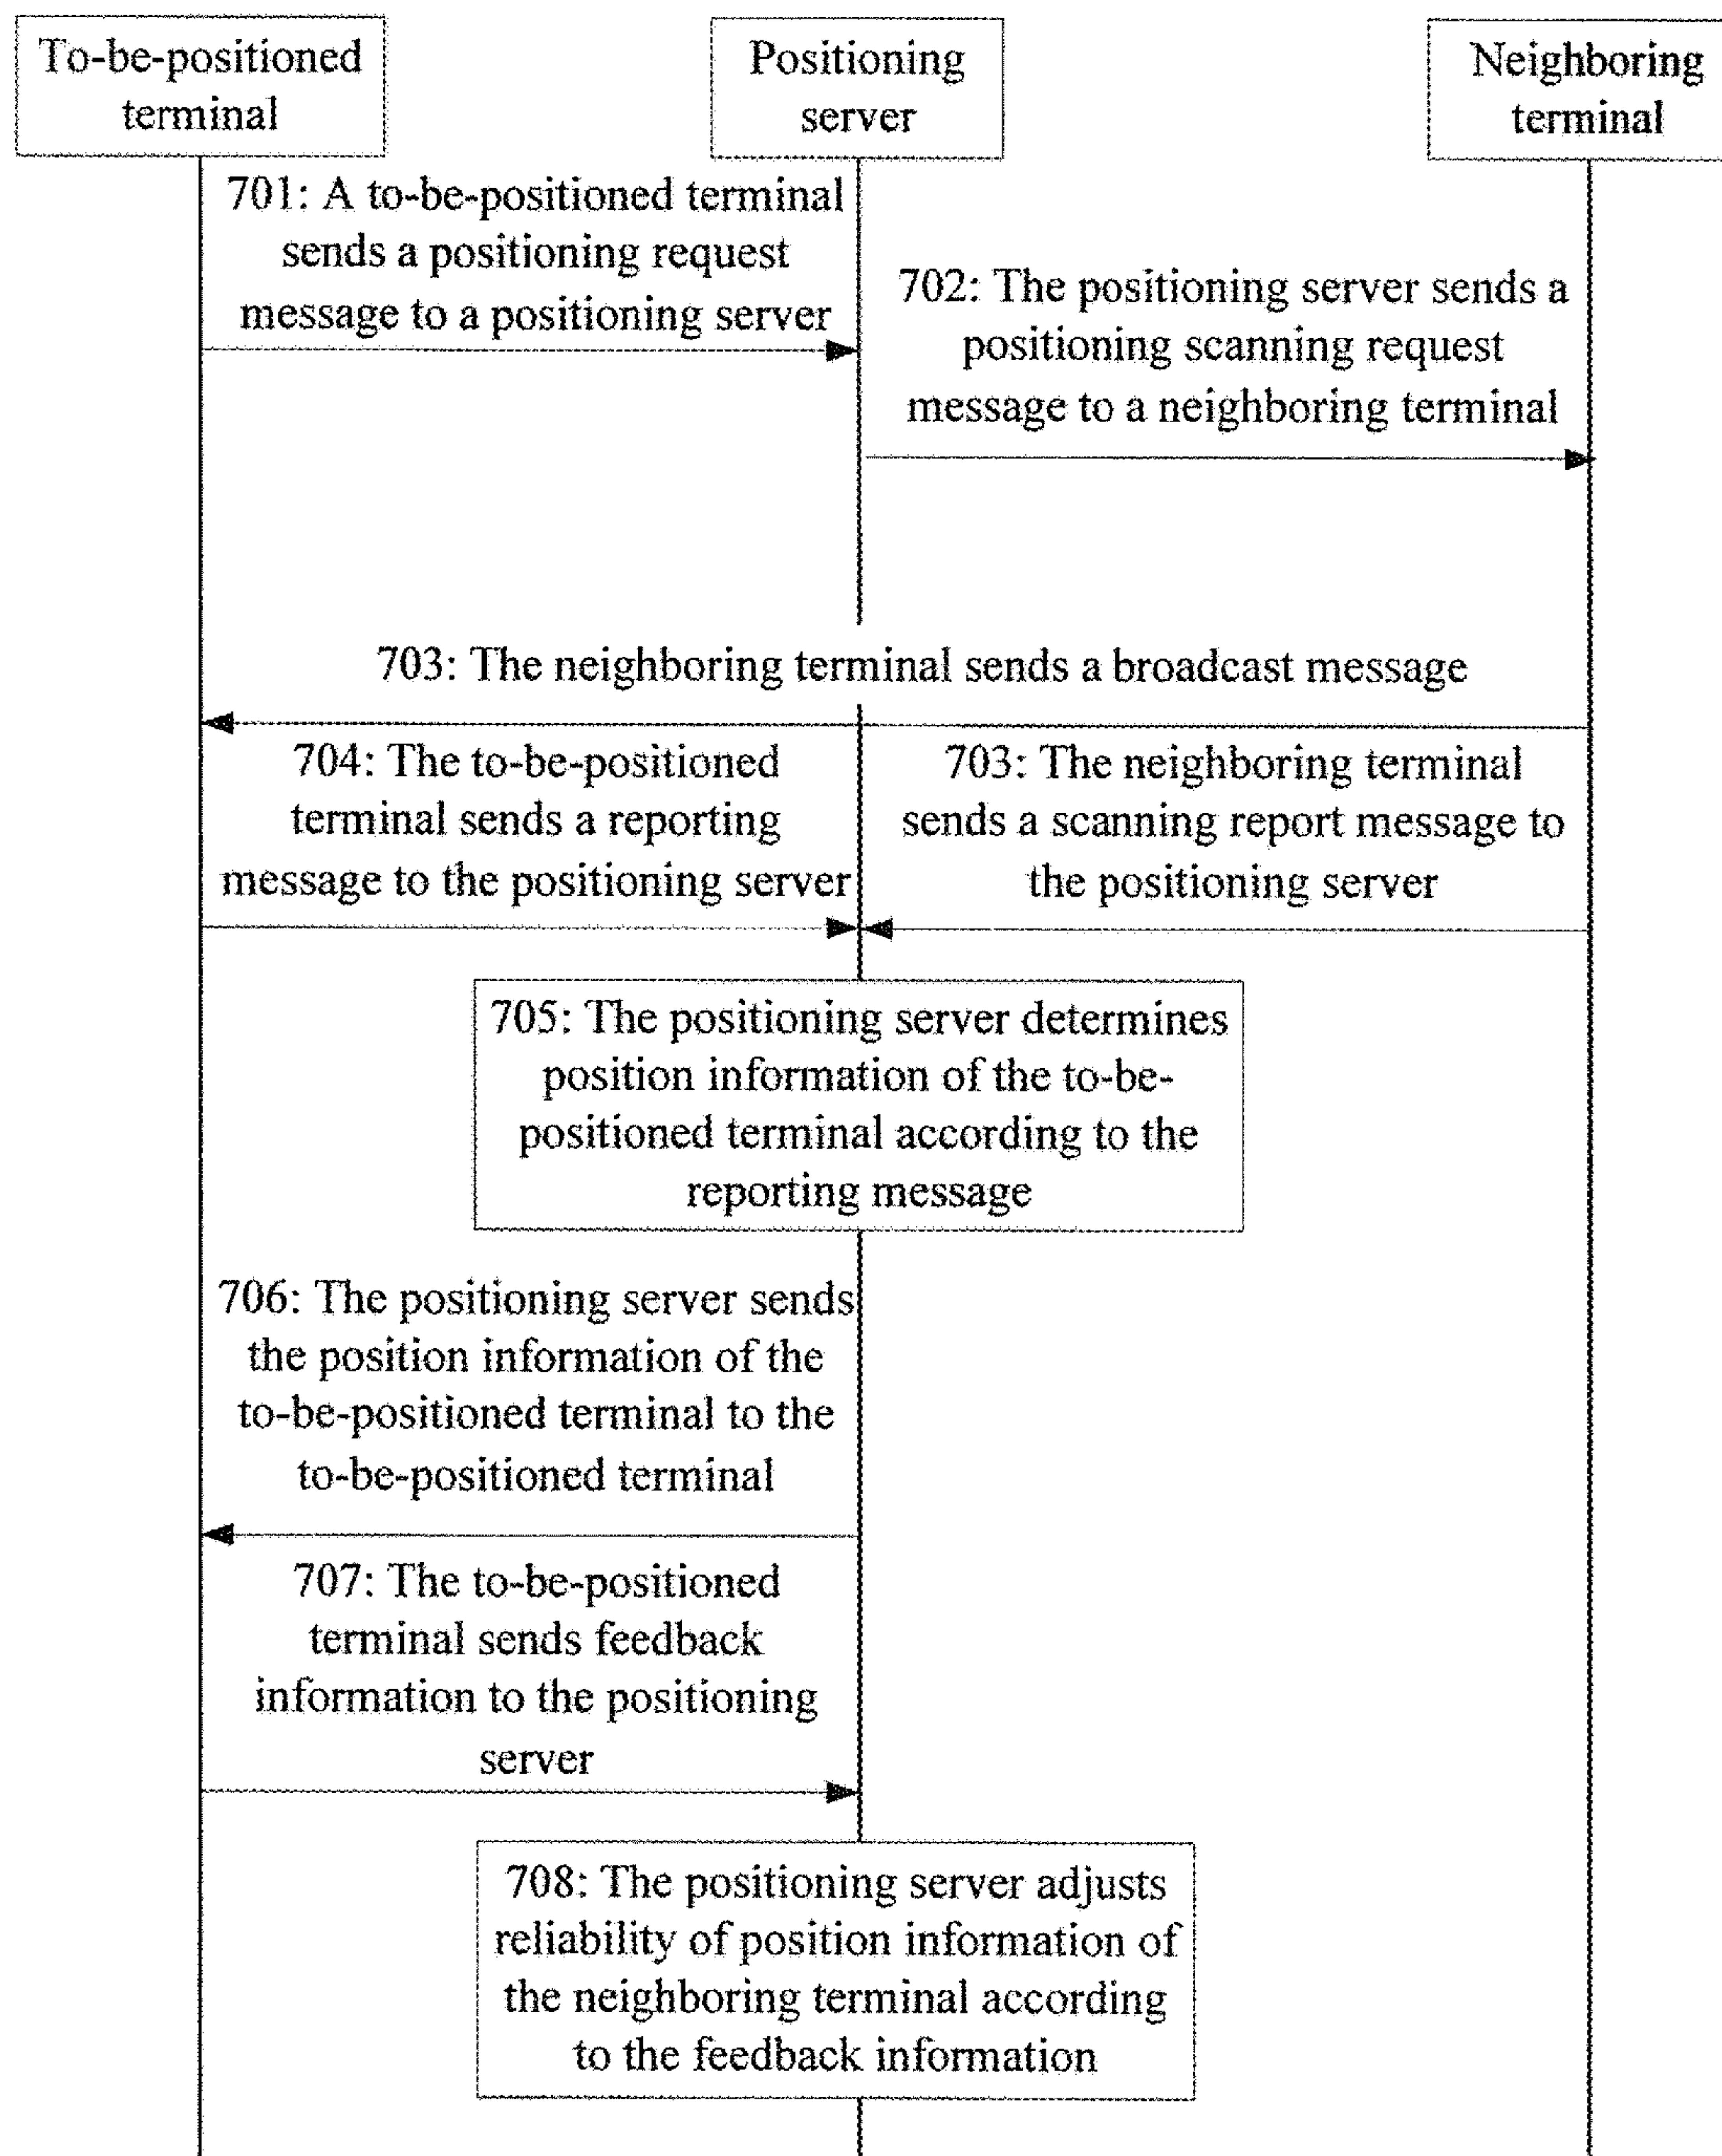 To-be-positioned
terminal
Positioning
server
Neighboring
terminal
701: A to-be-positioned terminal
sends a positioning request
message to a positioning server
702: The positioning server sends a
positioning scanning request
message to a neighboring terminal
703: The neighboring terminal sends a broadcast message
704: The to-be-positioned
terminal sends a reporting
message to the positioning server
703: The neighboring terminal
sends a scanning report message to
the positioning server
705: The positioning server determines
position information of the to-be-
positioned terminal according to the
reporting message
706: The positioning server sends
the position information of the
to-be-positioned terminal to the
to-be-positioned terminal
707: The to-be-positioned
terminal sends feedback
information to the positioning
server
708: The positioning server adjusts
reliability of position information of
the neighboring terminal according
to the feedback information